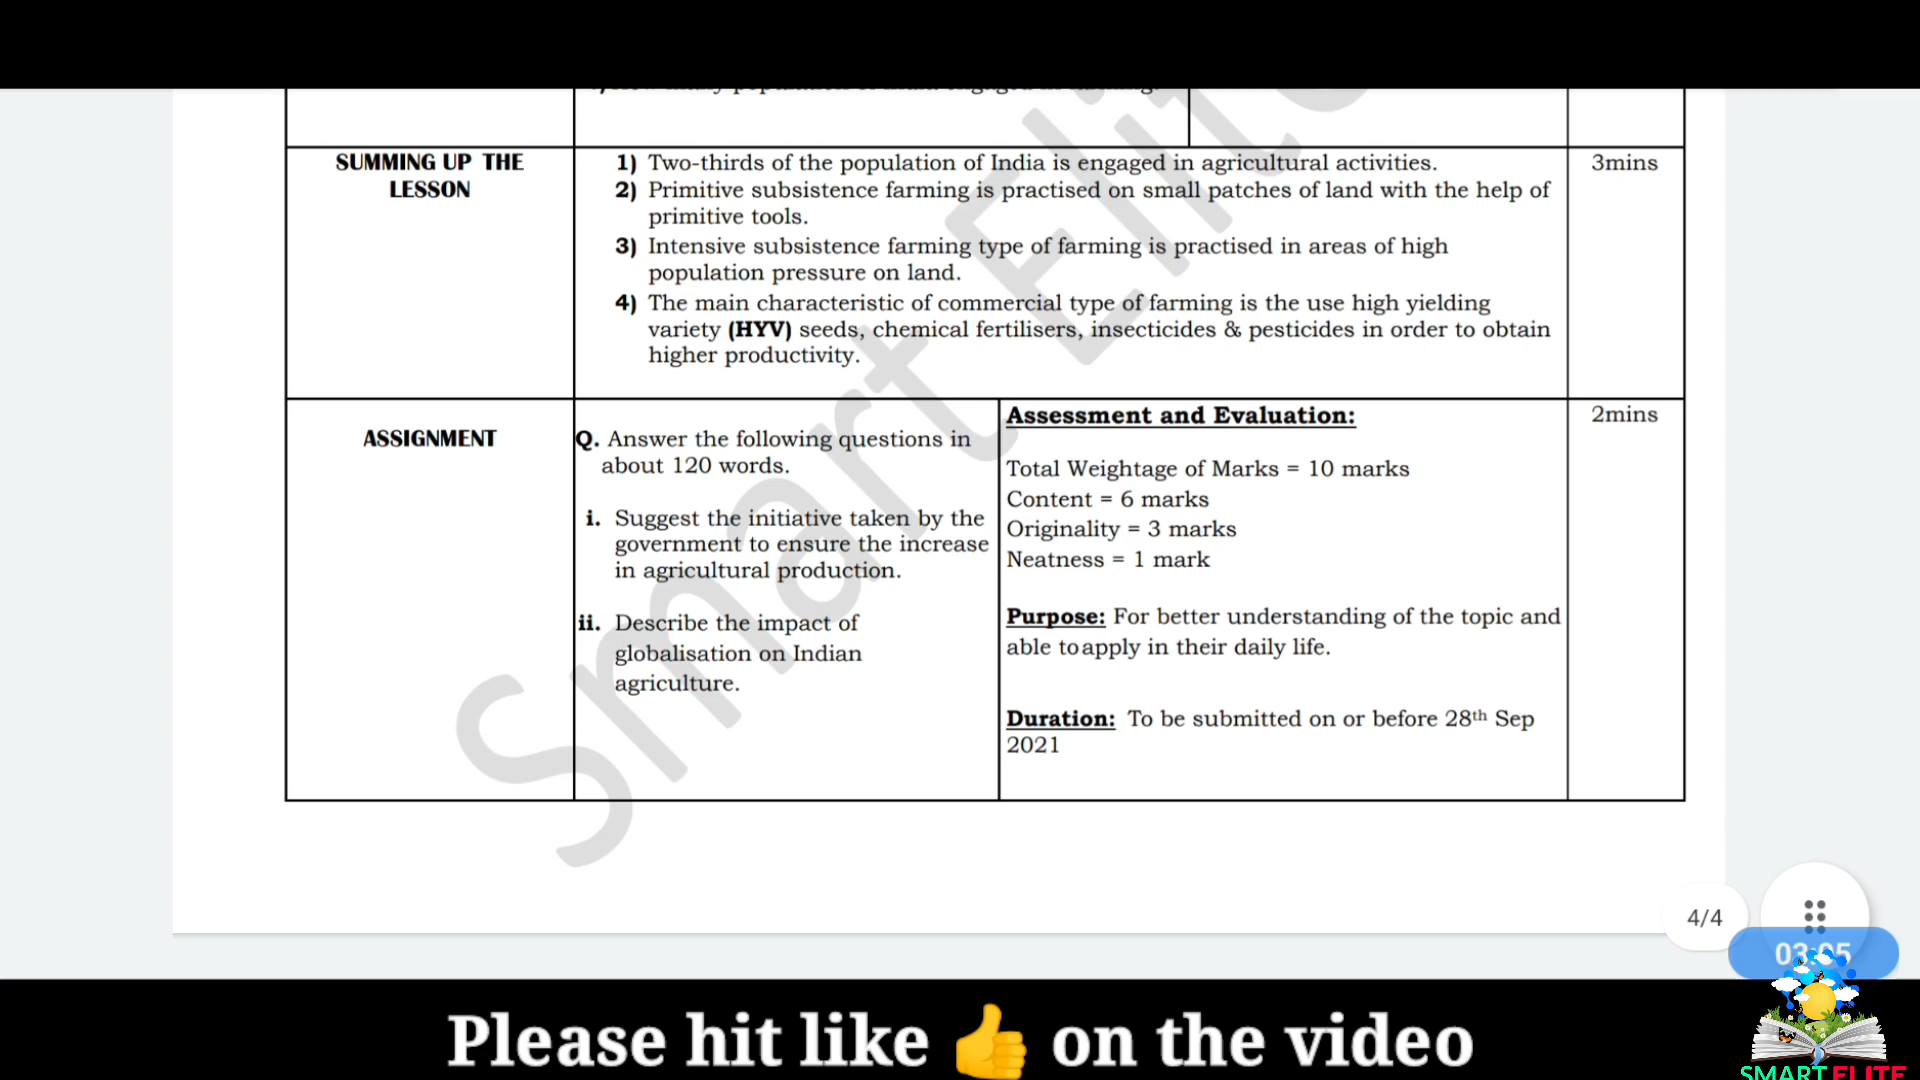 SUMMING UP THE
LESSON
1) Two-thirds of the population of India is engaged in agricultural activities.
2) Primitive subsistence farming is practised on small patches of land with the help of
primitive tools.
3) Intensive subsistence farming type of farming is practised in areas of high
population pressure on land.
4) The main characteristic of commercial type of farming is the use high yielding
variety (HYV) seeds, chemical fertilisers, insecticides & pesticides in order to obtain
higher productivity.
3mins
ASSIGNMENT
Q. Answer the following questions in
about 120 words.
i. Suggest the initiative taken by the
government to ensure the increase
in agricultural production.
ii. Describe the impact of
globalisation on Indian
agriculture.
Assessment and Evaluation:
Total Weightage of Marks = 10 marks
Content = 6 marks
Originality = 3 marks
Neatness = 1 mark
Purpose: For better understanding of the topic and
able to apply in their daily life.
Duration: To be submitted on or before 28th Sep
2021
2mins
Smart Elite
4/4
03:05
Please hit like 👍 on the video
SMART ELITE